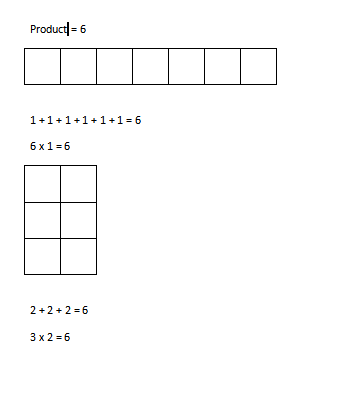 Product = 6
1 + 1 + 1 + 1 + 1 + 1 = 6
6 x 1 = 6
2 + 2 + 2 = 6
3 x 2 = 6